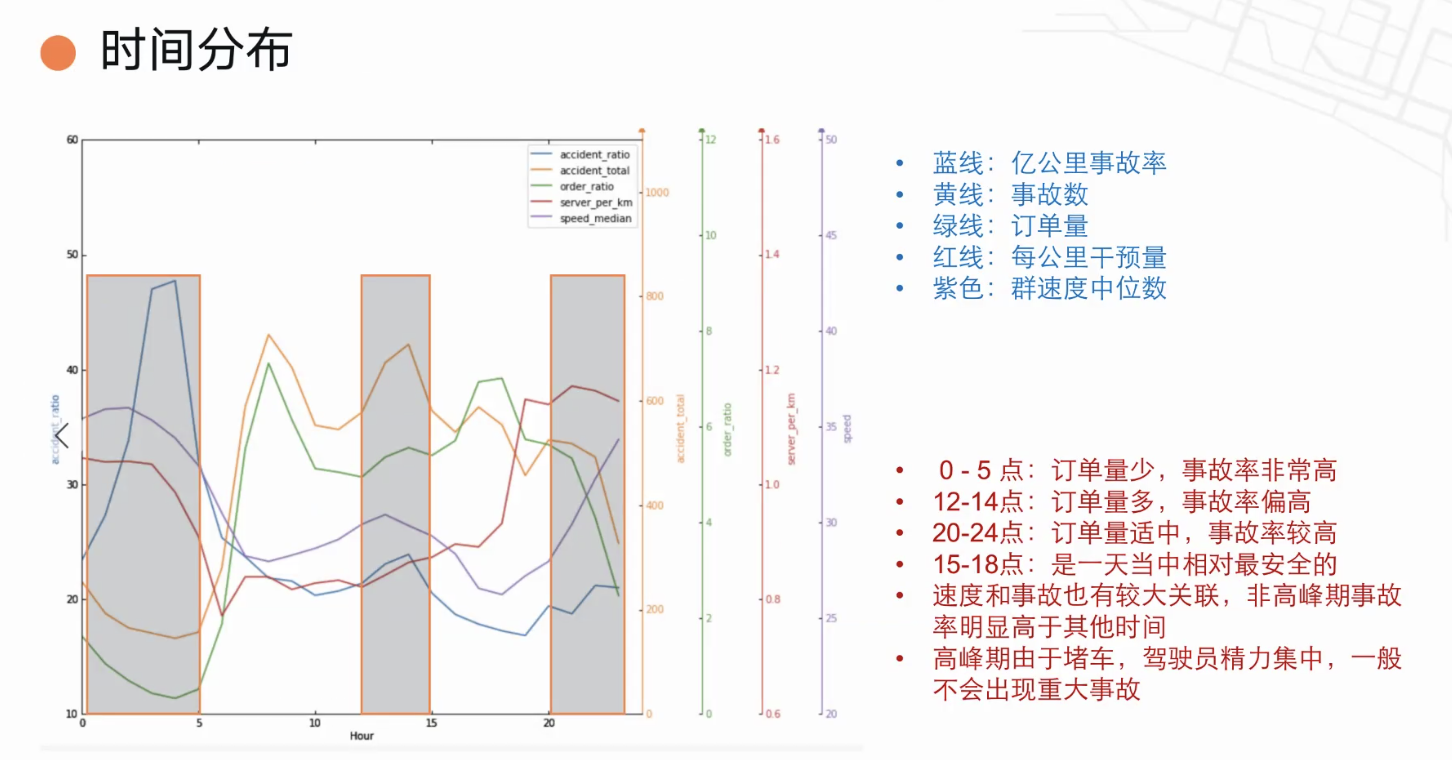 时间分布
60
50
40
30
20
10
accident_ratio
0
5
10
15
20
Hour
accident_ratio
accident_total
order_ratio
server_per_km
speed_median
1000
800
600
400
200
0
accident_total
12
10
8
6
4
2
0
order_ratio
1.6
1.4
1.2
1.0
0.8
0.6
server_per_km
50
45
40
35
30
25
20
speed
• 蓝线：亿公里事故率
• 黄线：事故数
• 绿线：订单量
• 红线：每公里干预量
• 紫色：群速度中位数
• 0 - 5 点：订单量少，事故率非常高
• 12-14点：订单量多，事故率偏高
• 20-24点：订单量适中，事故率较高
• 15-18点：是一天当中相对最安全的
• 速度和事故也有较大关联，非高峰期事故
率明显高于其他时间
• 高峰期由于堵车，驾驶员精力集中，一般
不会出现重大事故